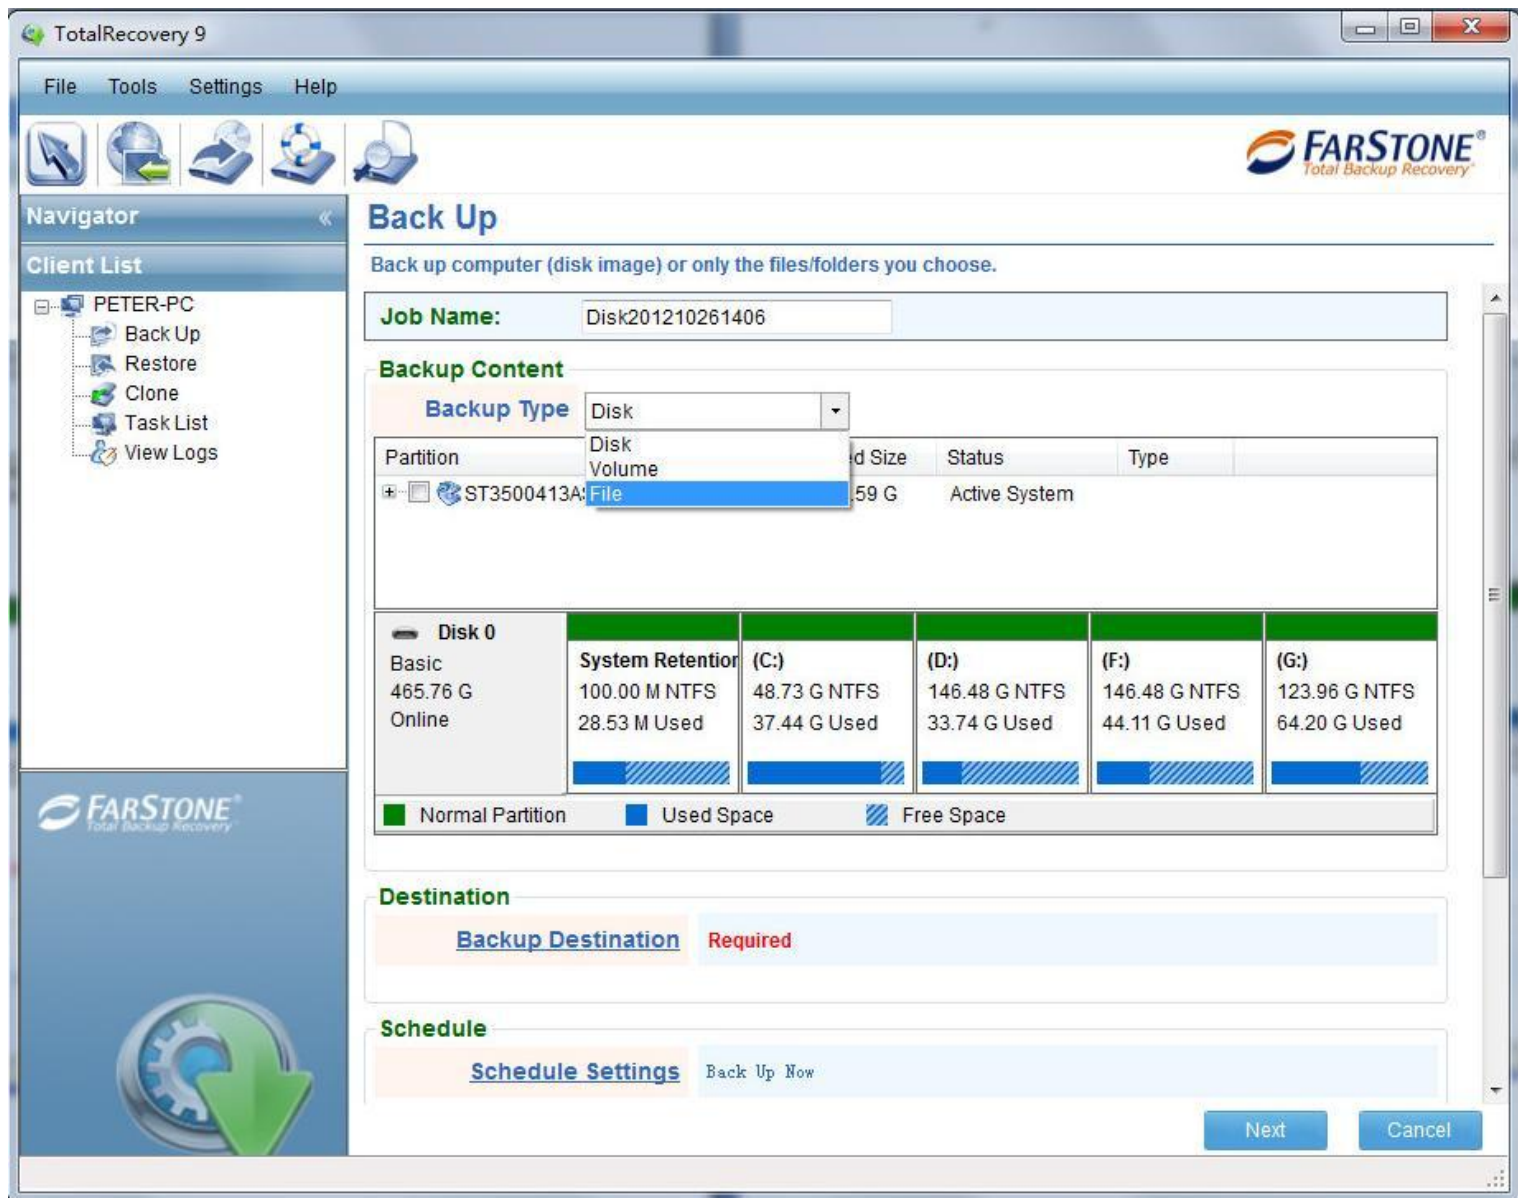 TotalRecovery 9
File Tools Settings Help
FARSTONE®
Total Backup Recovery
Navigator «
Client List
PETER-PC
Back Up
Restore
Clone
Task List
View Logs
FARSTONE
Total Backup Recovery
Back Up
Back up computer (disk image) or only the files/folders you choose.
Job Name: Disk201210261406
Backup Content
Backup Type Disk
Disk
Volume
File
Partition ed Size Status Type
ST3500413AS .59 G Active System
Disk 0
Basic
465.76 G
Online
System Retention
100.00 M NTFS
28.53 M Used
(C:)
48.73 G NTFS
37.44 G Used
(D:)
146.48 G NTFS
33.74 G Used
(F:)
146.48 G NTFS
44.11 G Used
(G:)
123.96 G NTFS
64.20 G Used
Normal Partition Used Space Free Space
Destination
Backup Destination Required
Schedule
Schedule Settings Back Up Now
Next Cancel